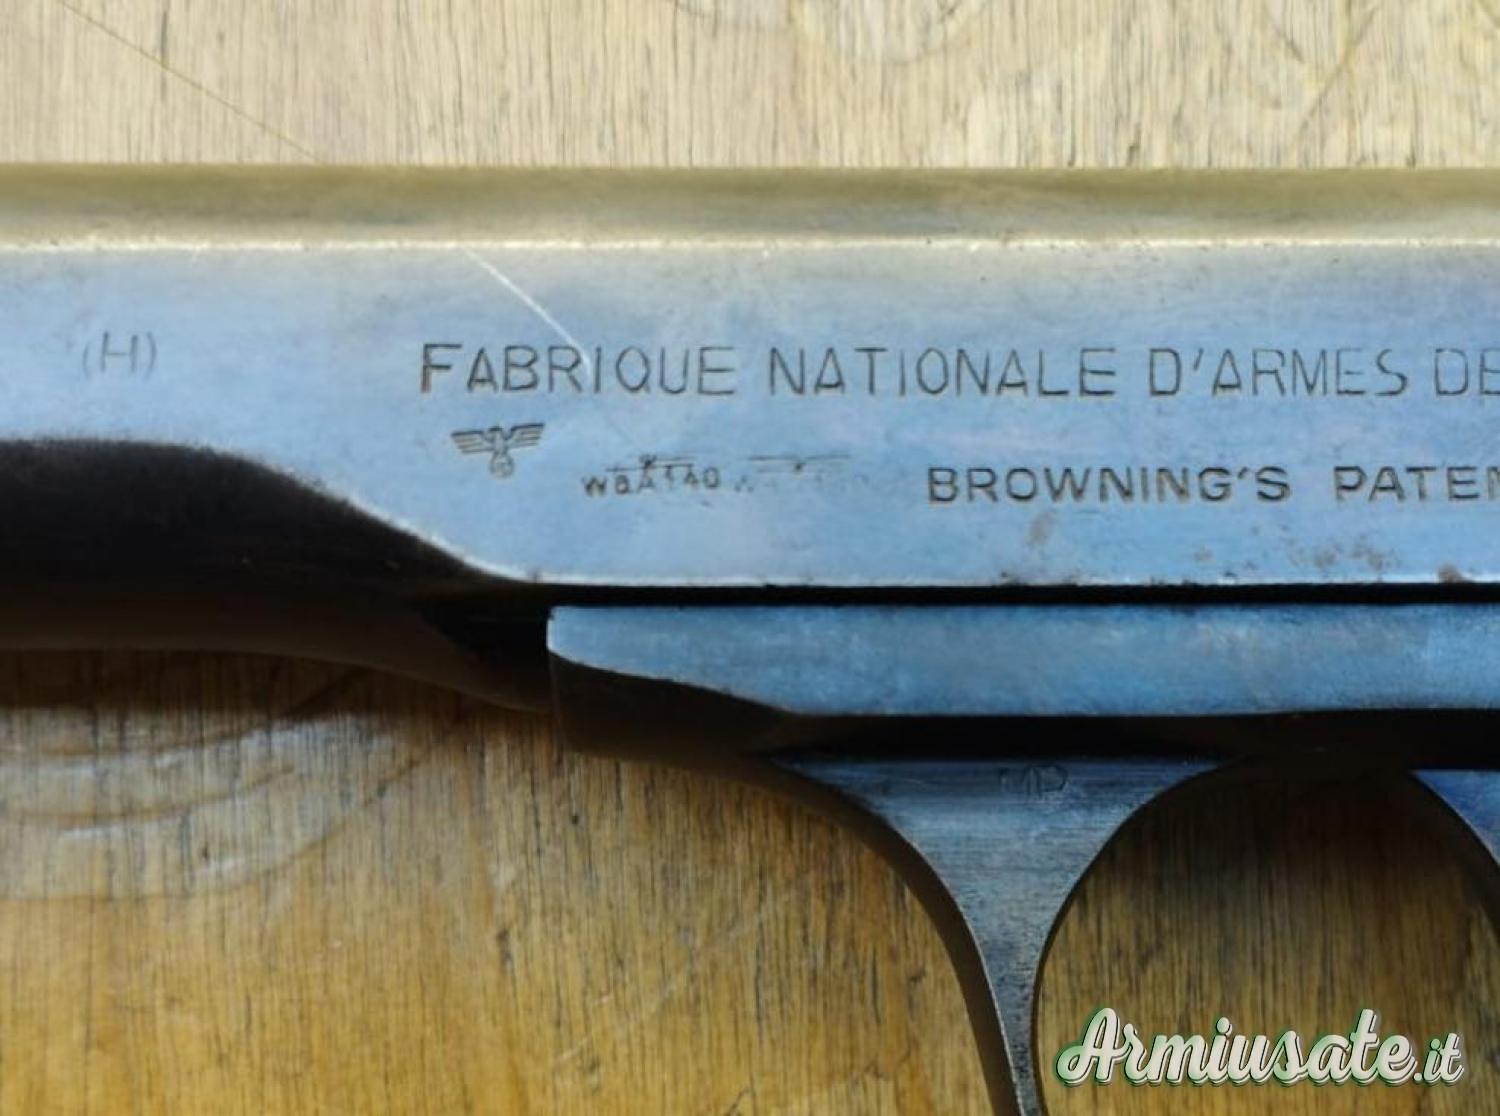 (H)
FABRIQUE NATIONALE D'ARMES DE
WaA140
BROWNING'S PATEN
Armiusate.it